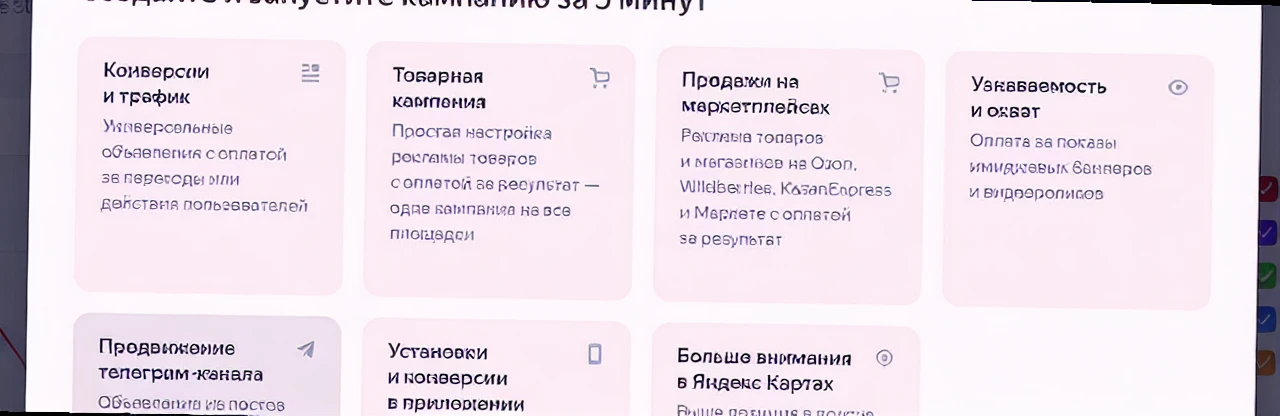 Создайте и запустите кампанию за 5 минут
Конверсии
и трафик
Универсальные
объявления с оплатой
за переходы или
действия пользователей
Товарная
кампания
Простая настройка
рекламы товаров
с оплатой за результат —
одна кампания на все
площадки
Продажи на
маркетплейсах
Реклама товаров
и магазинов на Ozon,
Wildberries, KazanExpress
и Маркете с оплатой
за результат
Узнаваемость
и охват
Оплата за показы
имиджевых баннеров
и видеороликов
Продвижение
телеграм-канала
Объявления из постов
Установки
и конверсии
в приложении
Больше внимания
в Яндекс Картах
Выше позиция в поиске